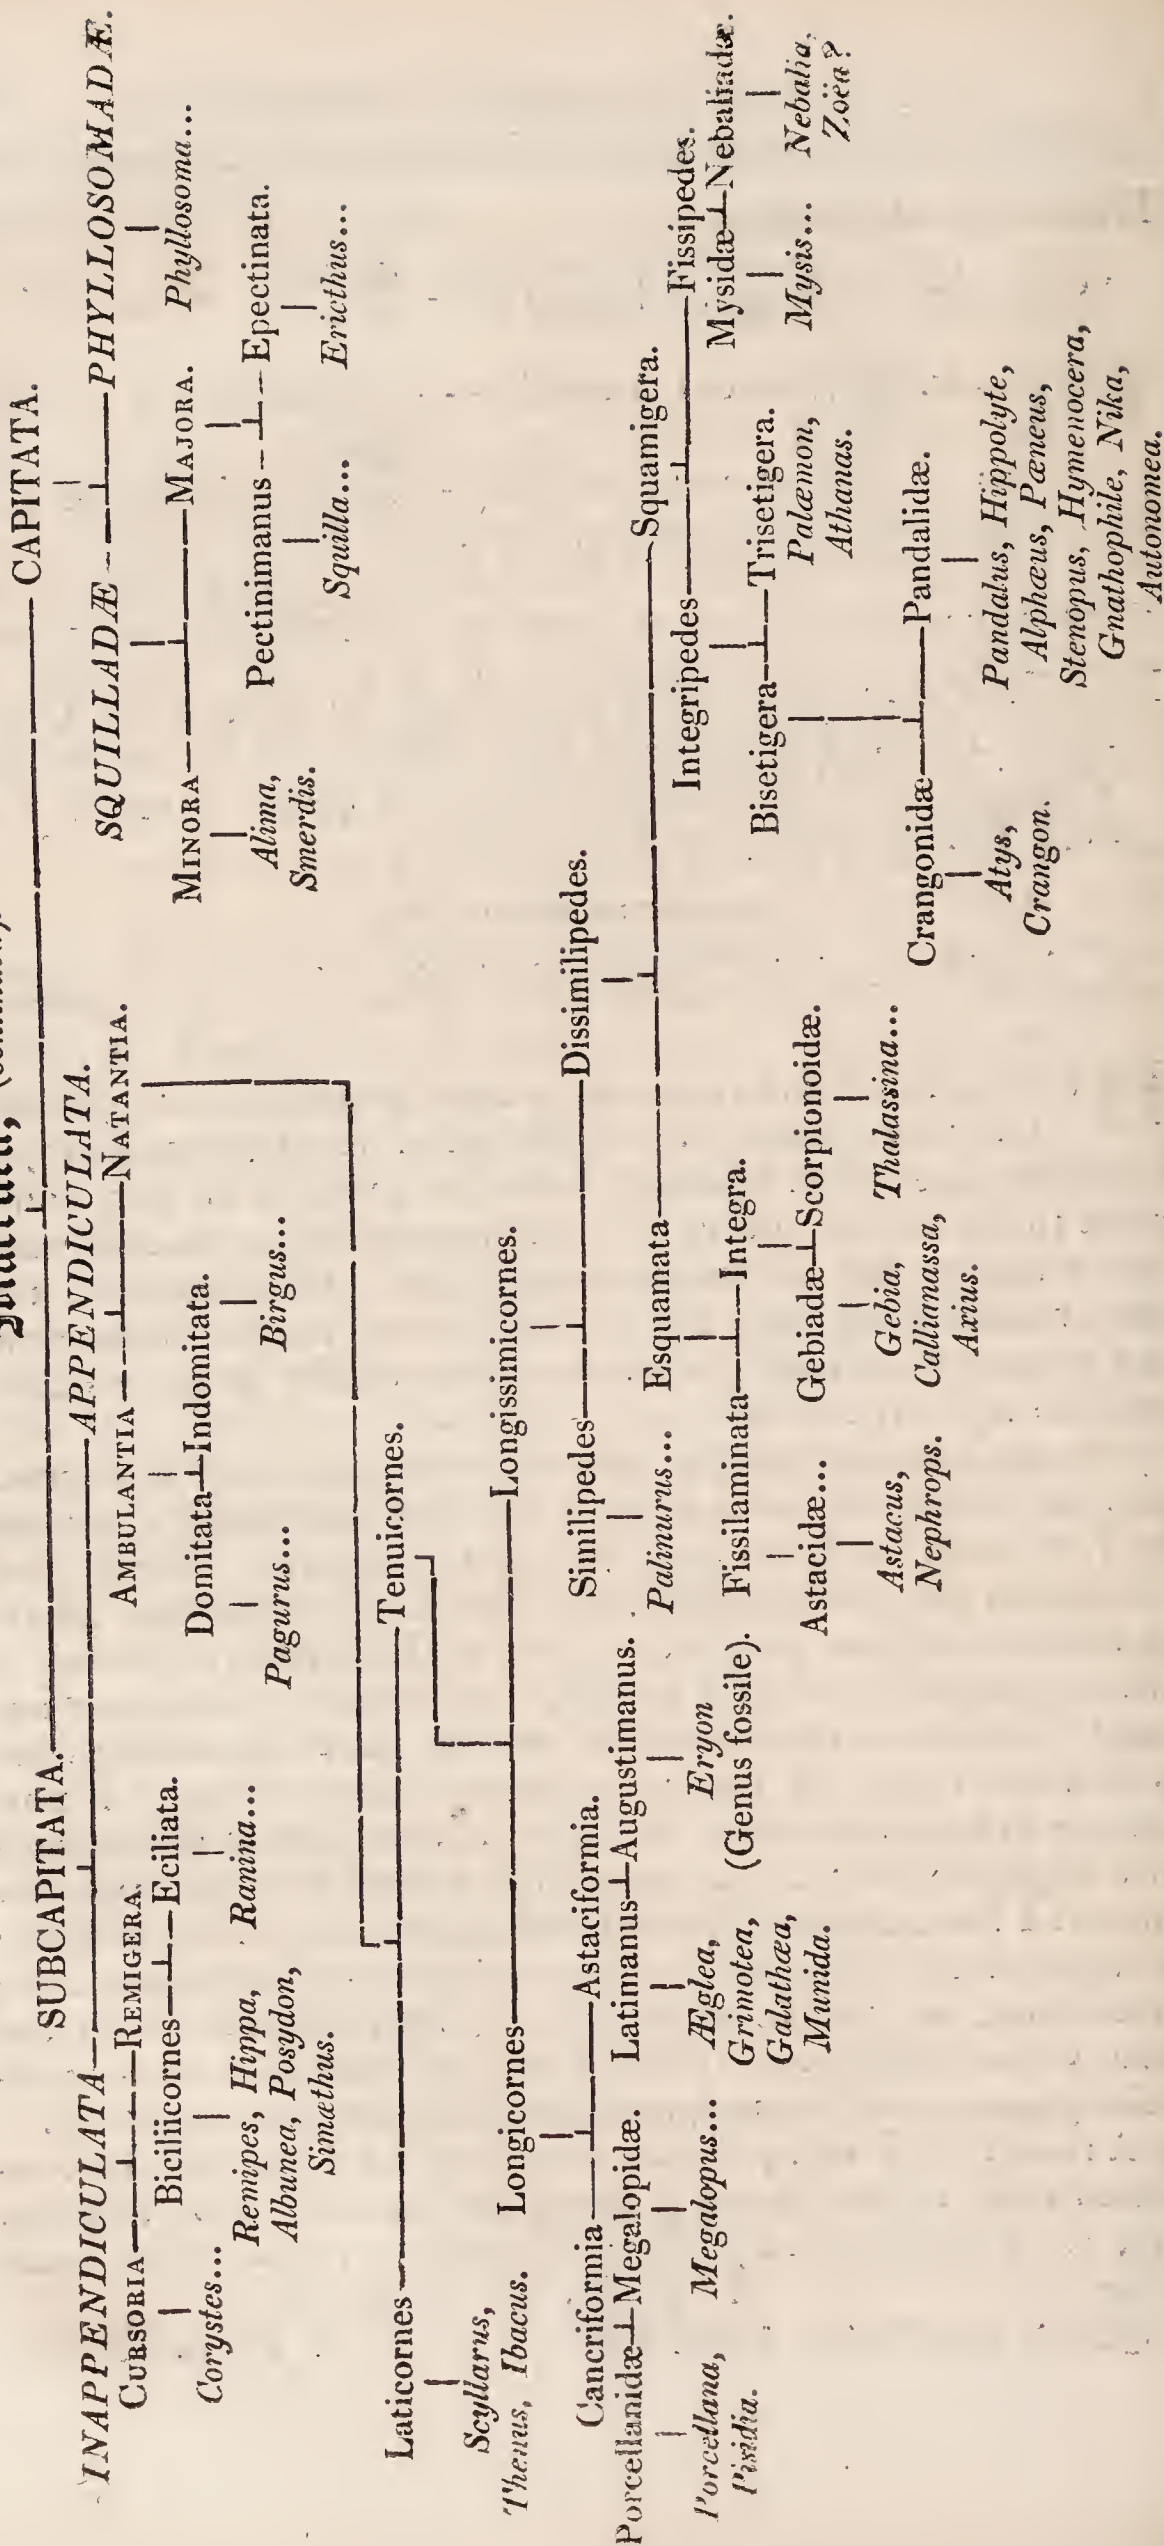 Macrura, (continued)
SUBCAPITATA. CAPITATA.
INAPPENDICULATA APPENDICULATA. SQUILLADÆ PHYLLOSOMADÆ.
CURSORIA REMIGERA. AMBULANTIA NATANTIA. MINORA MAJORA. Phyllosoma...
Corystes... Biciliicornes Eciliata. Domitata Indomitata. Alima, Pectinimanus Epectinata.
Remipes, Hippa, Ranina... Pagurus... Birgus... Smerdis. Squilla... Ericthus...
Albunea, Posydon,
Simæthus.
Laticornes Tenuicornes.
Scyllarus,
Thenus, Ibacus. Longicornes Longissimicornes.
Cancriformia Astaciformia. Similipedes Dissimilipedes.
Porcellanidæ Megalopidæ. Latimanus Augustimanus. Palinurus... Esquamata Squamigera.
Porcellana, Megalopus... Æglea, Eryon Fissilaminata Integra. Integripedes Fissipedes.
Pisidia. Grimotea, (Genus fossile). Astacidæ... Gebiadæ Scorpionoidæ. Bisetigera Trisetigera. Mysidæ Nebaliadæ.
Galathæa, Astacus, Gebia, Thalassina... Palæmon, Mysis... Nebalia,
Munida. Nephrops. Callianassa, Athanas. Zoëa?
Axius.
Crangonidæ Pandalidæ.
Atys, Pandalus, Hippolyte,
Crangon. Alphæus, Pæneus,
Stenopus, Hymenocera,
Gnathophile, Nika,
Autonomea.